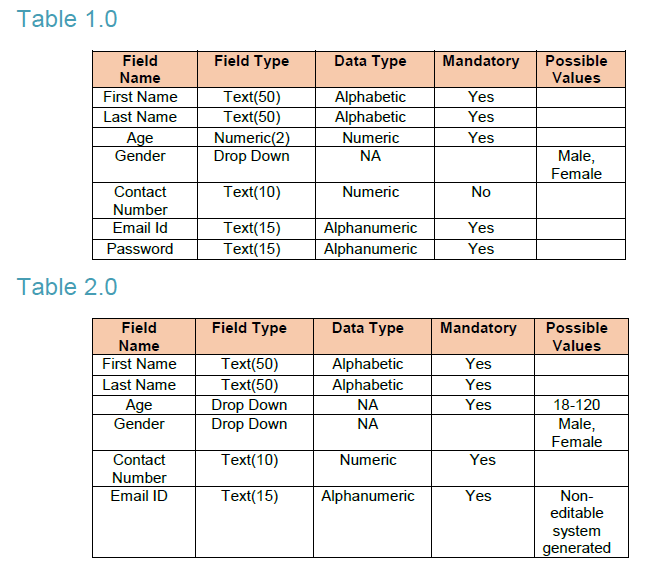 Table 1.0
Field Name | Field Type | Data Type | Mandatory | Possible Values
First Name | Text(50) | Alphabetic | Yes |
Last Name | Text(50) | Alphabetic | Yes |
Age | Numeric(2) | Numeric | Yes |
Gender | Drop Down | NA | | Male, Female
Contact Number | Text(10) | Numeric | No |
Email Id | Text(15) | Alphanumeric | Yes |
Password | Text(15) | Alphanumeric | Yes |
Table 2.0
Field Name | Field Type | Data Type | Mandatory | Possible Values
First Name | Text(50) | Alphabetic | Yes |
Last Name | Text(50) | Alphabetic | Yes |
Age | Drop Down | NA | Yes | 18-120
Gender | Drop Down | NA | | Male, Female
Contact Number | Text(10) | Numeric | Yes |
Email ID | Text(15) | Alphanumeric | Yes | Non-editable system generated